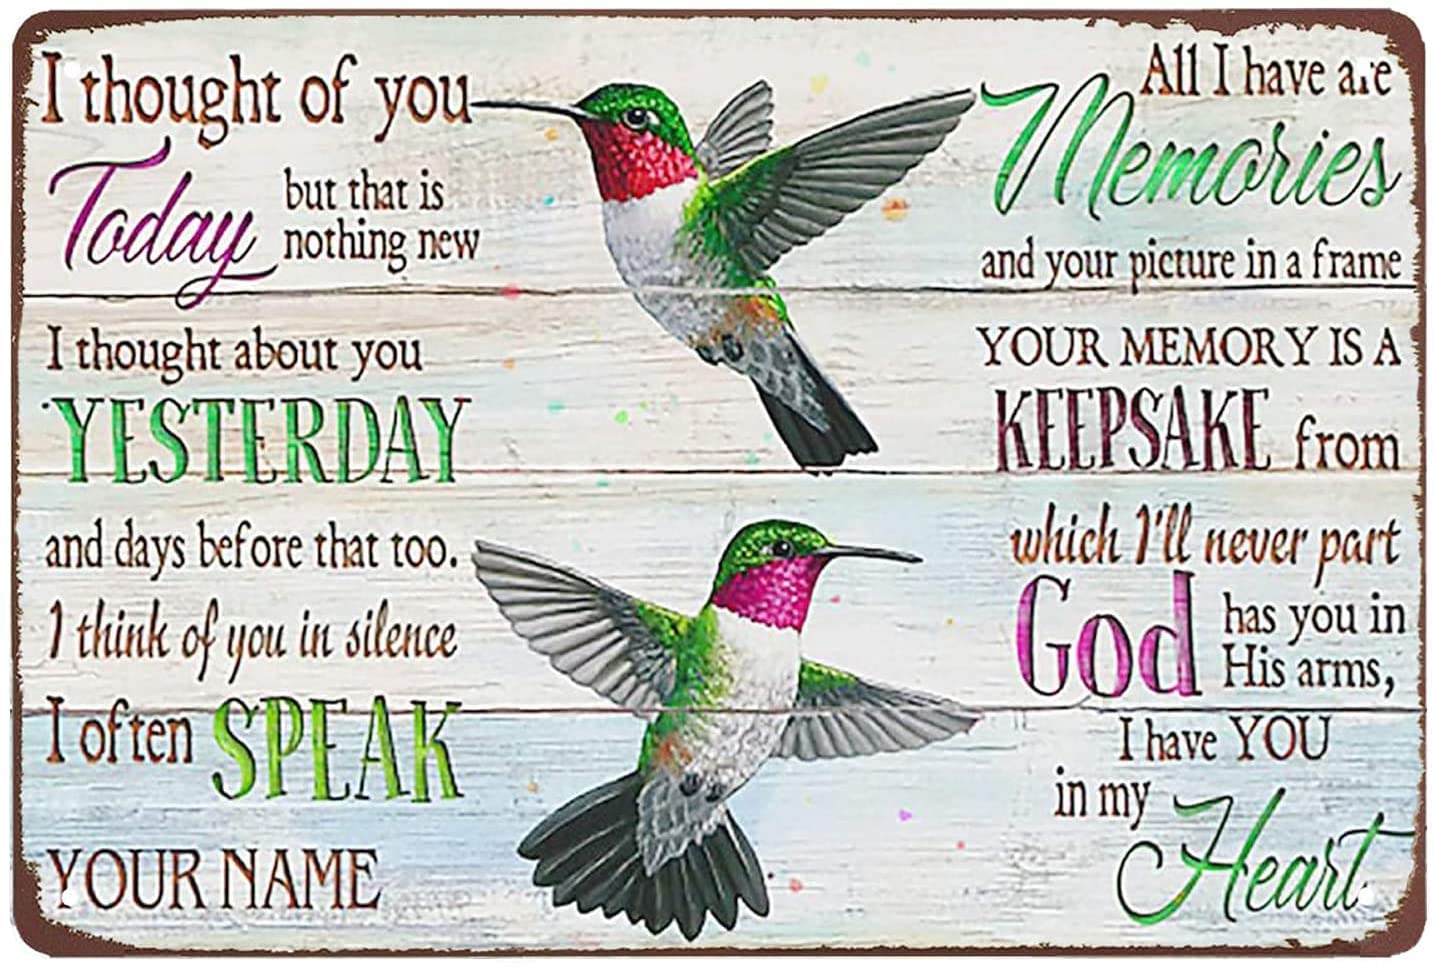 I thought of you
Today but that is
nothing new
I thought about you
YESTERDAY
and days before that too.
I think of you in silence
I often SPEAK
YOUR NAME
All I have are
Memories
and your picture in a frame
YOUR MEMORY IS A
KEEPSAKE from
which I'll never part
God has you in
His arms,
I have YOU
in my
Heart